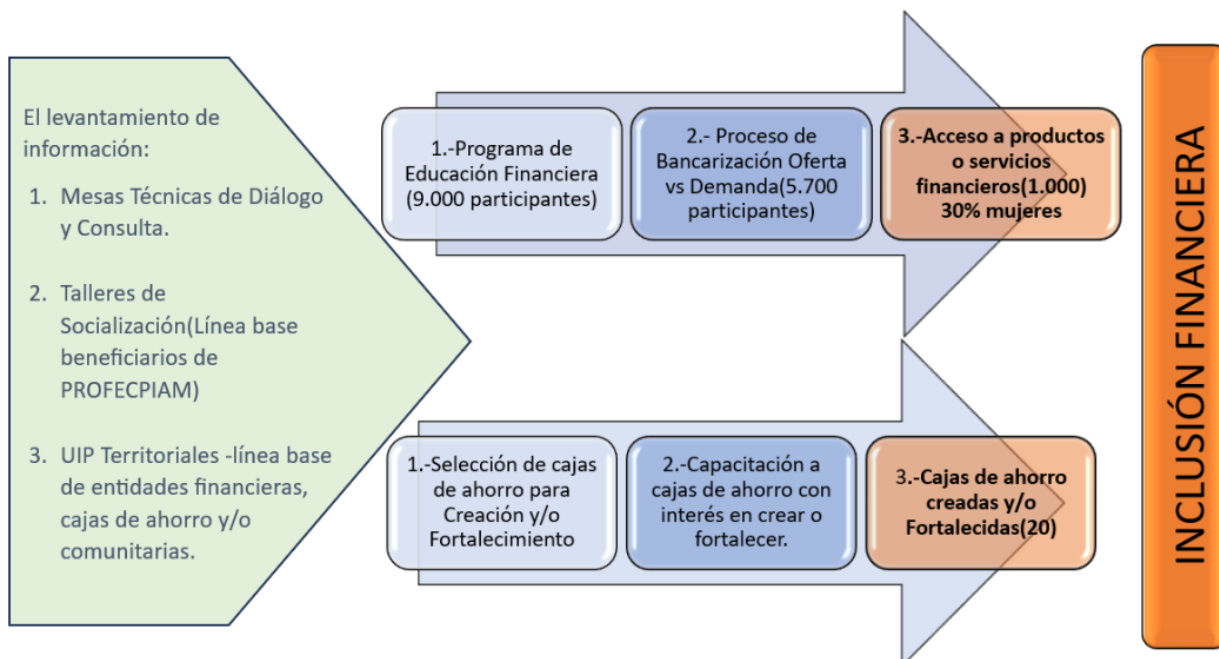 El levantamiento de
información:
1. Mesas Técnicas de Diálogo
y Consulta.
2. Talleres de
Socialización(Línea base
beneficiarios de
PROFECPIAM)
3. UIP Territoriales -línea base
de entidades financieras,
cajas de ahorro y/o
comunitarias.
1.-Programa de
Educación Financiera
(9.000 participantes)
2.- Proceso de
Bancarización Oferta
vs Demanda(5.700
participantes)
3.-Acceso a productos
o servicios
financieros(1.000)
30% mujeres
1.-Selección de cajas
de ahorro para
Creación y/o
Fortalecimiento
2.-Capacitación a
cajas de ahorro con
interés en crear o
fortalecer.
3.-Cajas de ahorro
creadas y/o
Fortalecidas(20)
INCLUSIÓN FINANCIERA